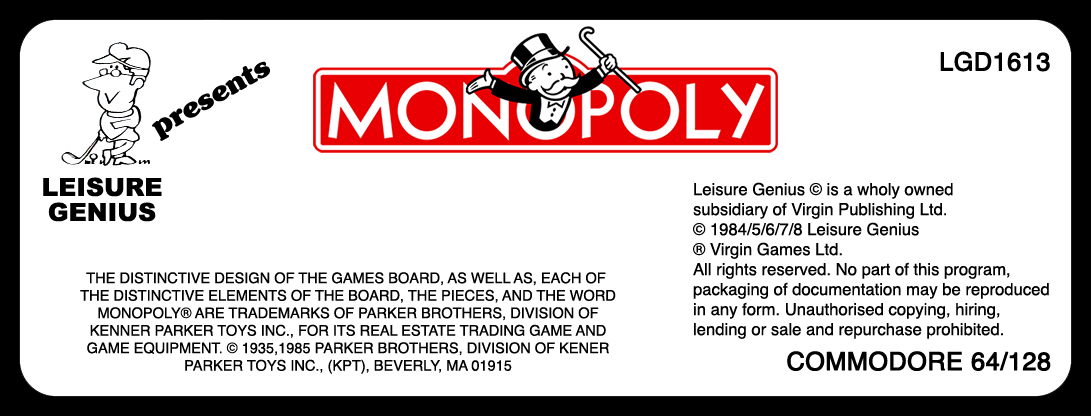 presents
MONOPOLY
LGD1613
LEISURE
GENIUS
Leisure Genius © is a wholy owned
subsidiary of Virgin Publishing Ltd.
© 1984/5/6/7/8 Leisure Genius
® Virgin Games Ltd.
All rights reserved. No part of this program,
packaging of documentation may be reproduced
in any form. Unauthorised copying, hiring,
lending or sale and repurchase prohibited.
THE DISTINCTIVE DESIGN OF THE GAMES BOARD, AS WELL AS, EACH OF
THE DISTINCTIVE ELEMENTS OF THE BOARD, THE PIECES, AND THE WORD
MONOPOLY® ARE TRADEMARKS OF PARKER BROTHERS, DIVISION OF
KENNER PARKER TOYS INC., FOR ITS REAL ESTATE TRADING GAME AND
GAME EQUIPMENT. © 1935,1985 PARKER BROTHERS, DIVISION OF KENER
PARKER TOYS INC., (KPT), BEVERLY, MA 01915
COMMODORE 64/128